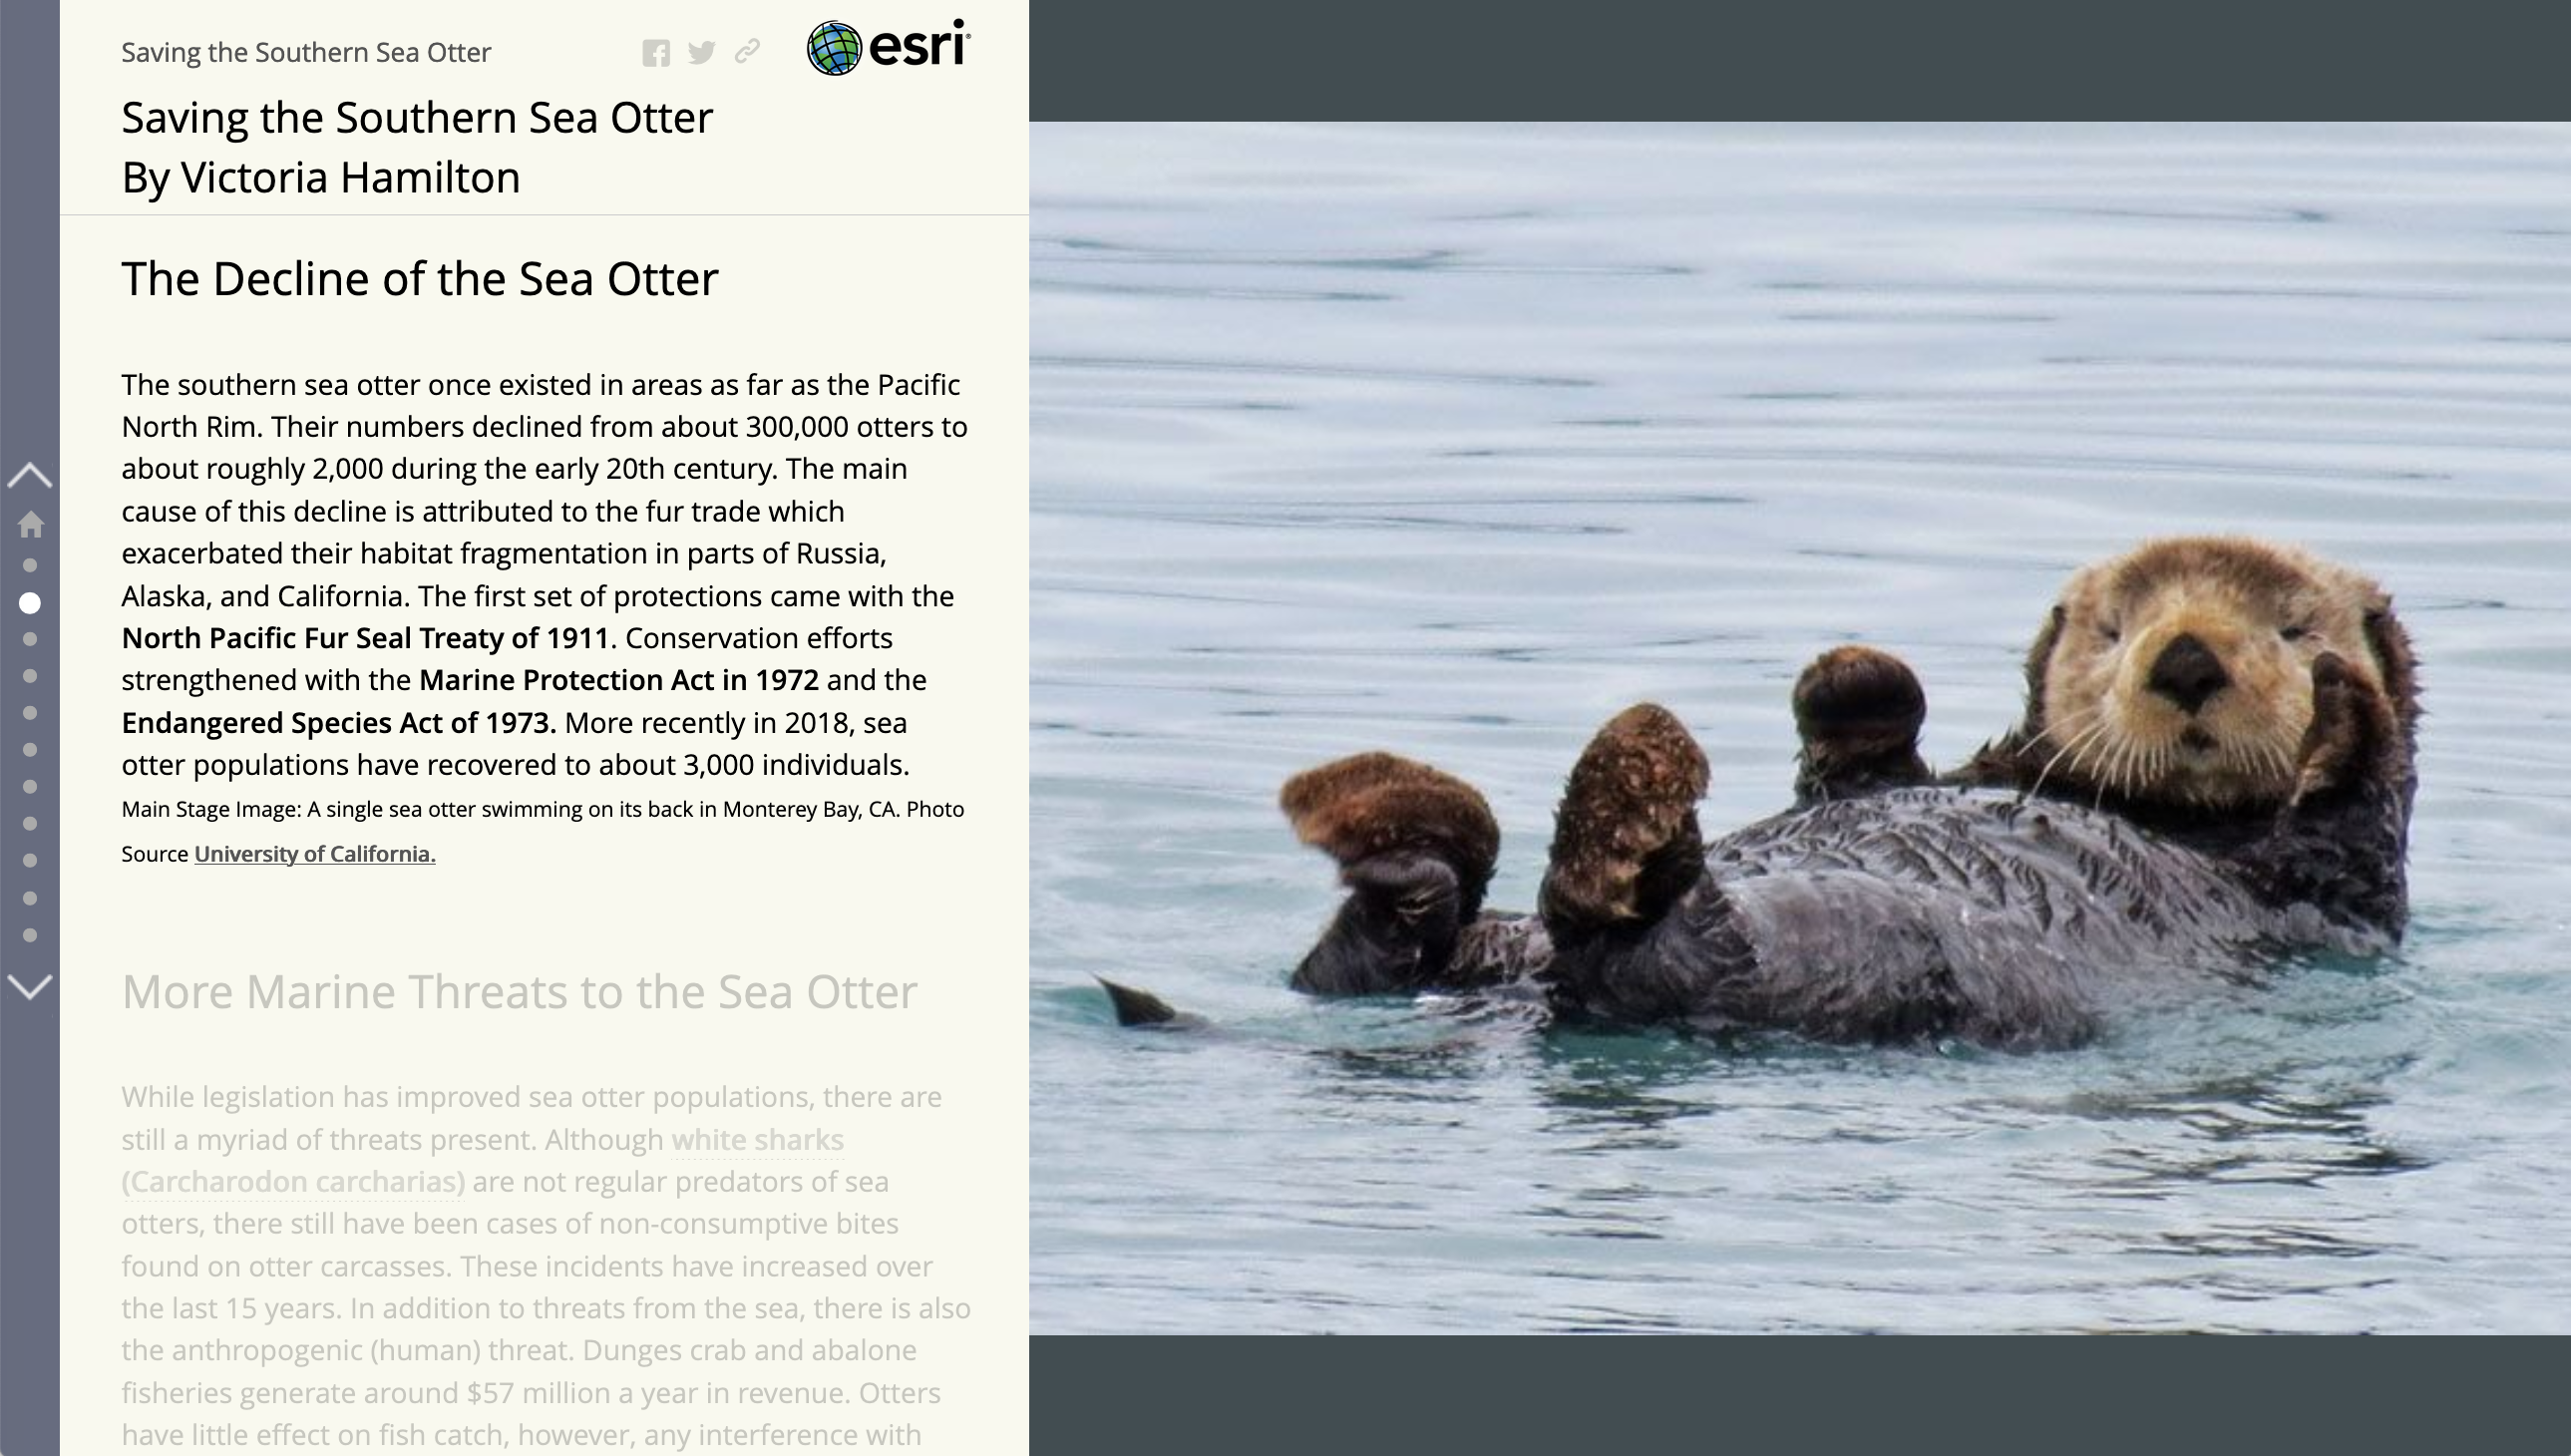 Saving the Southern Sea Otter
esri
Saving the Southern Sea Otter
By Victoria Hamilton
The Decline of the Sea Otter
The southern sea otter once existed in areas as far as the Pacific
North Rim. Their numbers declined from about 300,000 otters to
about roughly 2,000 during the early 20th century. The main
cause of this decline is attributed to the fur trade which
exacerbated their habitat fragmentation in parts of Russia,
Alaska, and California. The first set of protections came with the
North Pacific Fur Seal Treaty of 1911. Conservation efforts
strengthened with the Marine Protection Act in 1972 and the
Endangered Species Act of 1973. More recently in 2018, sea
otter populations have recovered to about 3,000 individuals.
Main Stage Image: A single sea otter swimming on its back in Monterey Bay, CA. Photo
Source University of California.
More Marine Threats to the Sea Otter
While legislation has improved sea otter populations, there are
still a myriad of threats present. Although white sharks
(Carcharodon carcharias) are not regular predators of sea
otters, there still have been cases of non-consumptive bites
found on otter carcasses. These incidents have increased over
the last 15 years. In addition to threats from the sea, there is also
the anthropogenic (human) threat. Dunges crab and abalone
fisheries generate around $57 million a year in revenue. Otters
have little effect on fish catch, however, any interference with